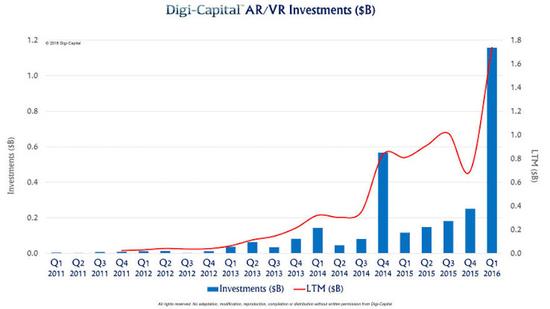 Digi-Capital™ AR/VR Investments ($B)
© 2016 Digi-Capital
1.2
1.0
0.8
0.6
0.4
0.2
0.0
Investments ($B)
1.8
1.6
1.4
1.2
1.0
0.8
0.6
0.4
0.2
0.0
LTM ($B)
Q1 Q2 Q3 Q4 Q1 Q2 Q3 Q4 Q1 Q2 Q3 Q4 Q1 Q2 Q3 Q4 Q1 Q2 Q3 Q4 Q1
2011 2011 2011 2011 2012 2012 2012 2012 2013 2013 2013 2013 2014 2014 2014 2014 2015 2015 2015 2015 2016
Investments ($B) LTM ($B)
All rights reserved. No adaptation, modification, reproduction, compilation or distribution without written permission from Digi-Capital